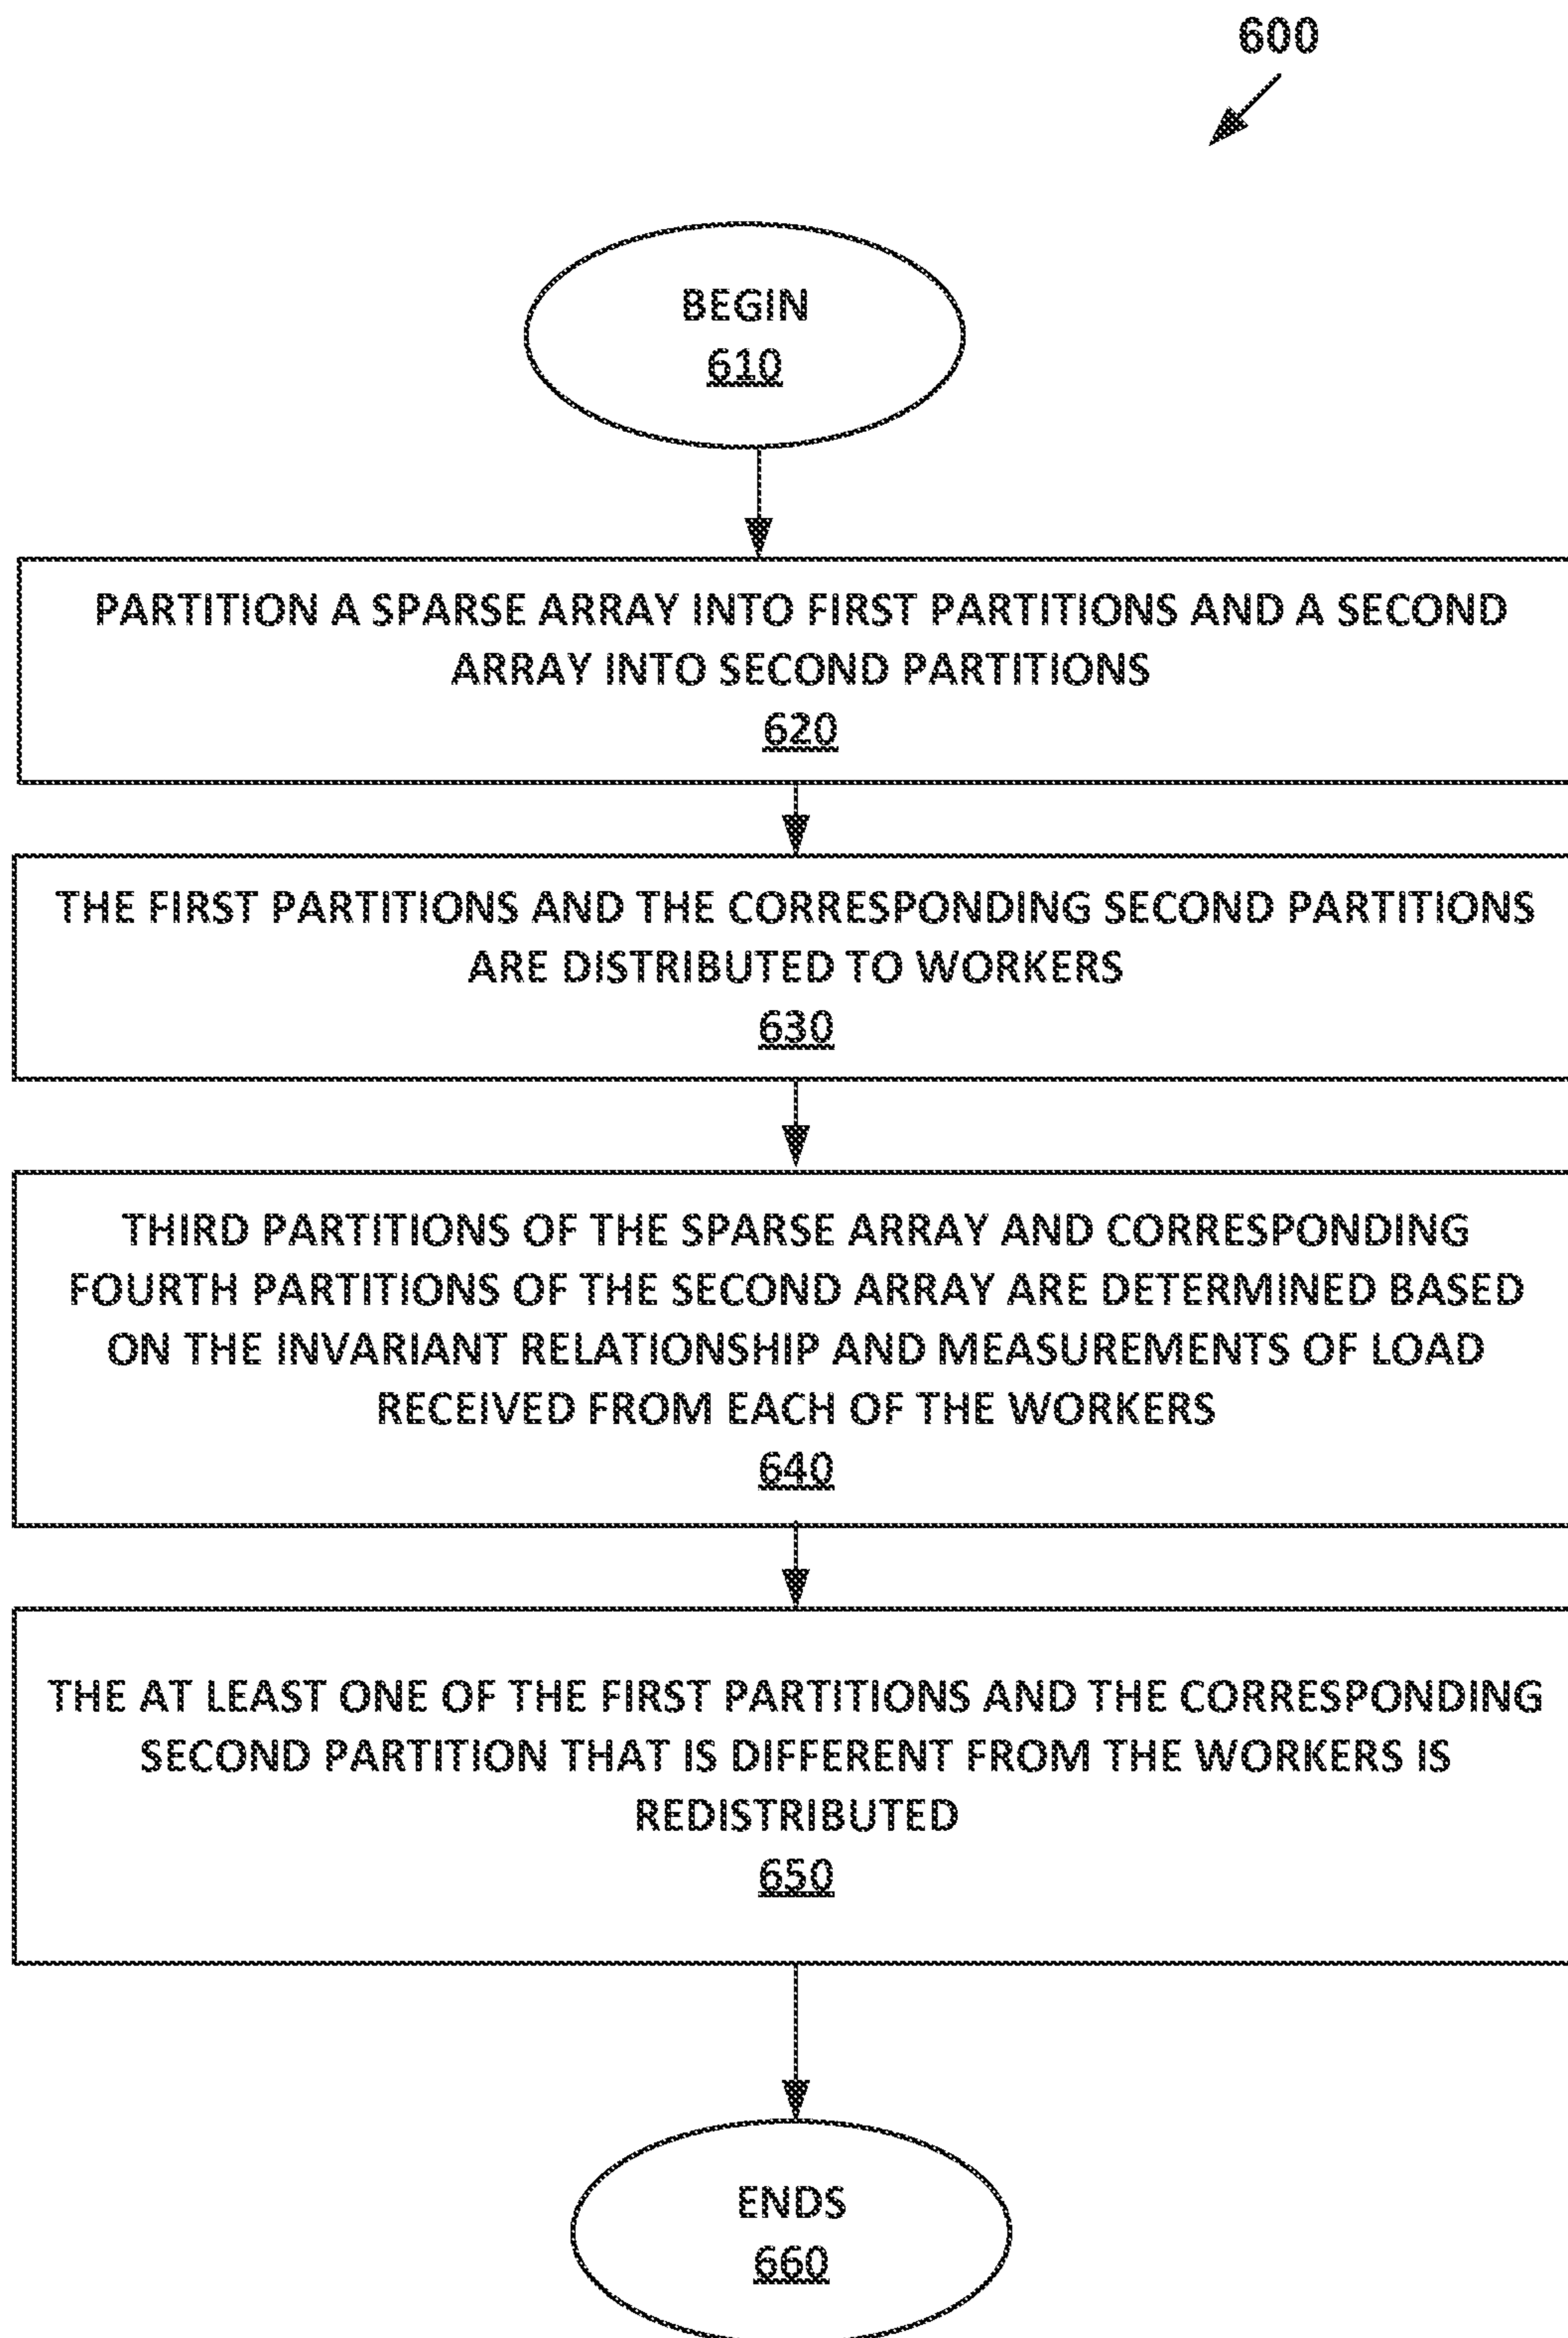 600
BEGIN
610
PARTITION A SPARSE ARRAY INTO FIRST PARTITIONS AND A SECOND
ARRAY INTO SECOND PARTITIONS
620
THE FIRST PARTITIONS AND THE CORRESPONDING SECOND PARTITIONS
ARE DISTRIBUTED TO WORKERS
630
THIRD PARTITIONS OF THE SPARSE ARRAY AND CORRESPONDING
FOURTH PARTITIONS OF THE SECOND ARRAY ARE DETERMINED BASED
ON THE INVARIANT RELATIONSHIP AND MEASUREMENTS OF LOAD
RECEIVED FROM EACH OF THE WORKERS
640
THE AT LEAST ONE OF THE FIRST PARTITIONS AND THE CORRESPONDING
SECOND PARTITION THAT IS DIFFERENT FROM THE WORKERS IS
REDISTRIBUTED
650
ENDS
660